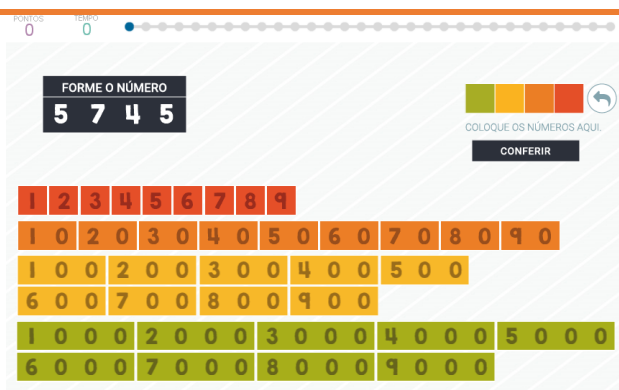 PONTOS TEMPO
0 0
FORME O NÚMERO
5 7 4 5
COLOQUE OS NÚMEROS AQUI.
CONFERIR
1 2 3 4 5 6 7 8 9
10 20 30 40 50 60 70 80 90
100 200 300 400 500
600 700 800 900
1000 2000 3000 4000 5000
6000 7000 8000 9000